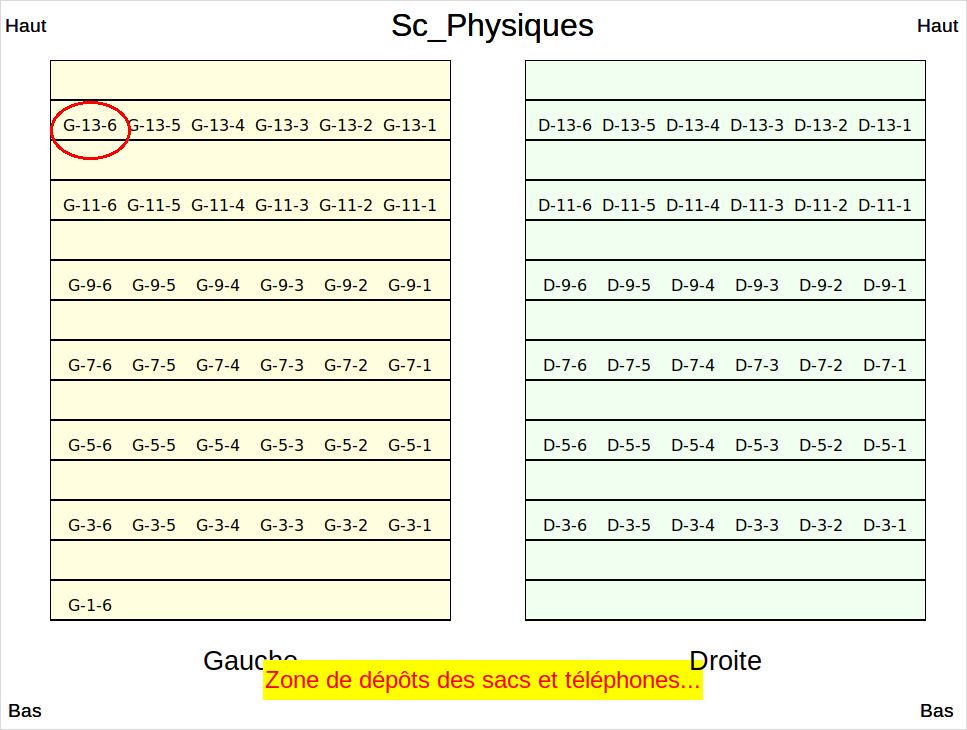 Sc_Physiques
Haut Haut
G-13-6 G-13-5 G-13-4 G-13-3 G-13-2 G-13-1 D-13-6 D-13-5 D-13-4 D-13-3 D-13-2 D-13-1
G-11-6 G-11-5 G-11-4 G-11-3 G-11-2 G-11-1 D-11-6 D-11-5 D-11-4 D-11-3 D-11-2 D-11-1
G-9-6 G-9-5 G-9-4 G-9-3 G-9-2 G-9-1 D-9-6 D-9-5 D-9-4 D-9-3 D-9-2 D-9-1
G-7-6 G-7-5 G-7-4 G-7-3 G-7-2 G-7-1 D-7-6 D-7-5 D-7-4 D-7-3 D-7-2 D-7-1
G-5-6 G-5-5 G-5-4 G-5-3 G-5-2 G-5-1 D-5-6 D-5-5 D-5-4 D-5-3 D-5-2 D-5-1
G-3-6 G-3-5 G-3-4 G-3-3 G-3-2 G-3-1 D-3-6 D-3-5 D-3-4 D-3-3 D-3-2 D-3-1
G-1-6
Gauche Droite
Zone de dépôts des sacs et téléphones...
Bas Bas